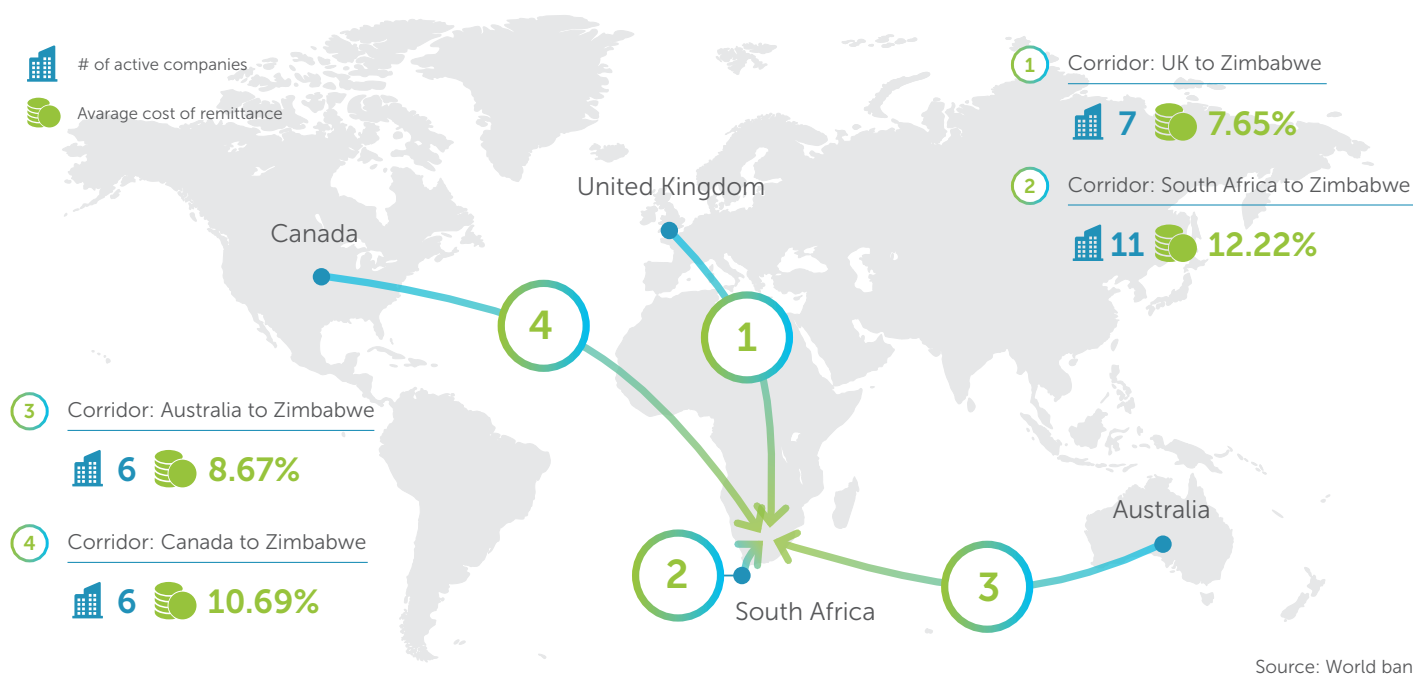 # of active companies
Avarage cost of remittance
1 Corridor: UK to Zimbabwe
7 7.65%
2 Corridor: South Africa to Zimbabwe
11 12.22%
United Kingdom
Canada
4
1
3 Corridor: Australia to Zimbabwe
6 8.67%
4 Corridor: Canada to Zimbabwe
6 10.69%
Australia
2
3
South Africa
Source: World ban